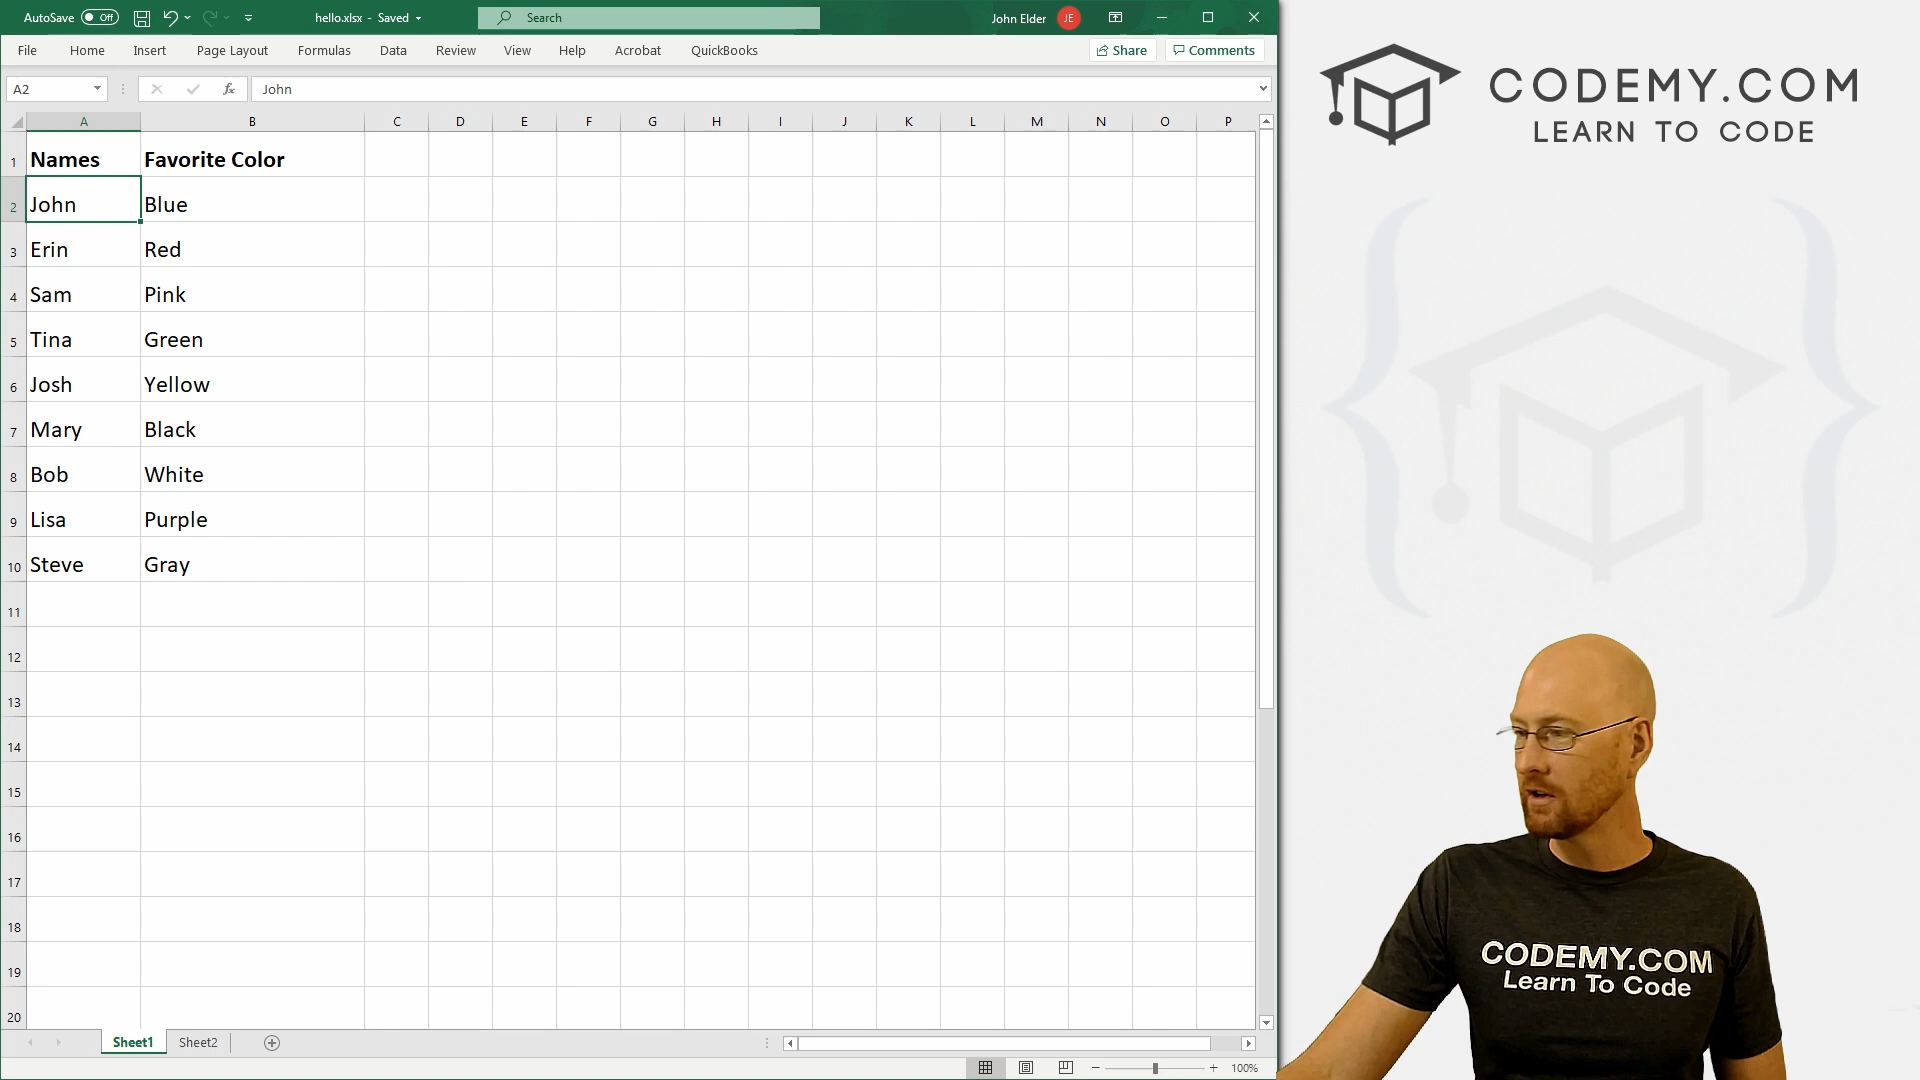 AutoSave Off hello.xlsx - Saved Search John Elder JE
File Home Insert Page Layout Formulas Data Review View Help Acrobat QuickBooks Share Comments
A2 fx John
A B C D E F G H I J K L M N O P
1 Names Favorite Color
2 John Blue
3 Erin Red
4 Sam Pink
5 Tina Green
6 Josh Yellow
7 Mary Black
8 Bob White
9 Lisa Purple
10 Steve Gray
11
12
13
14
15
16
17
18
19
20
Sheet1 Sheet2
100%
CODEMY.COM
LEARN TO CODE
CODEMY.COM
Learn To Code